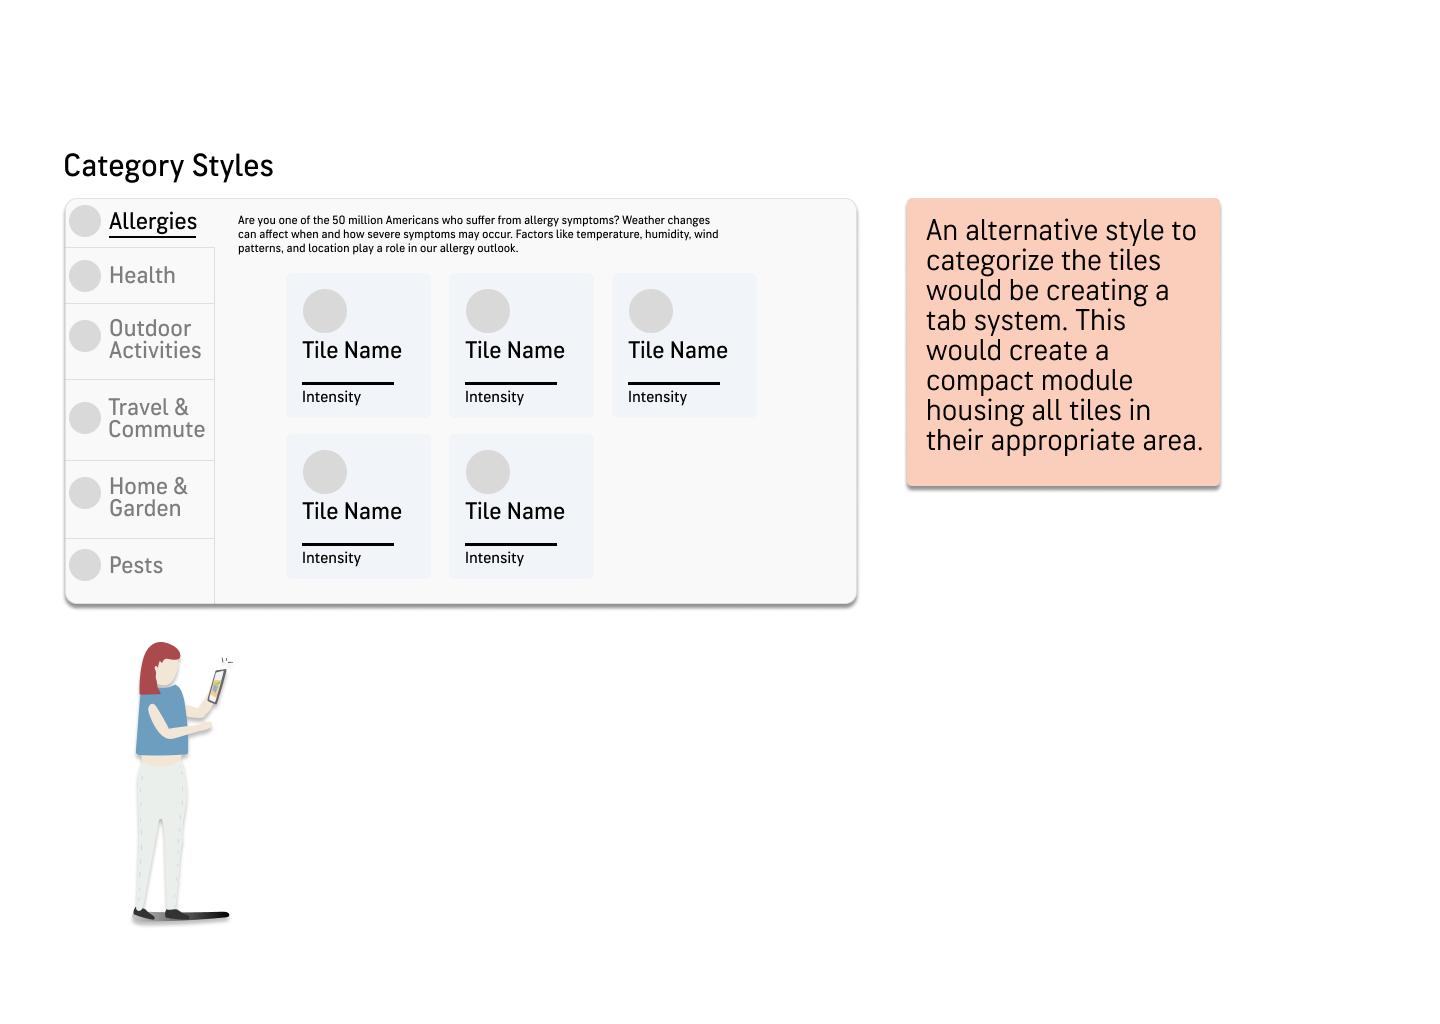 Category Styles
Allergies
Health
Outdoor
Activities
Travel &
Commute
Home &
Garden
Pests
Are you one of the 50 million Americans who suffer from allergy symptoms? Weather changes
can affect when and how severe symptoms may occur. Factors like temperature, humidity, wind
patterns, and location play a role in our allergy outlook.
Tile Name
Intensity
Tile Name
Intensity
Tile Name
Intensity
Tile Name
Intensity
Tile Name
Intensity
An alternative style to
categorize the tiles
would be creating a
tab system. This
would create a
compact module
housing all tiles in
their appropriate area.